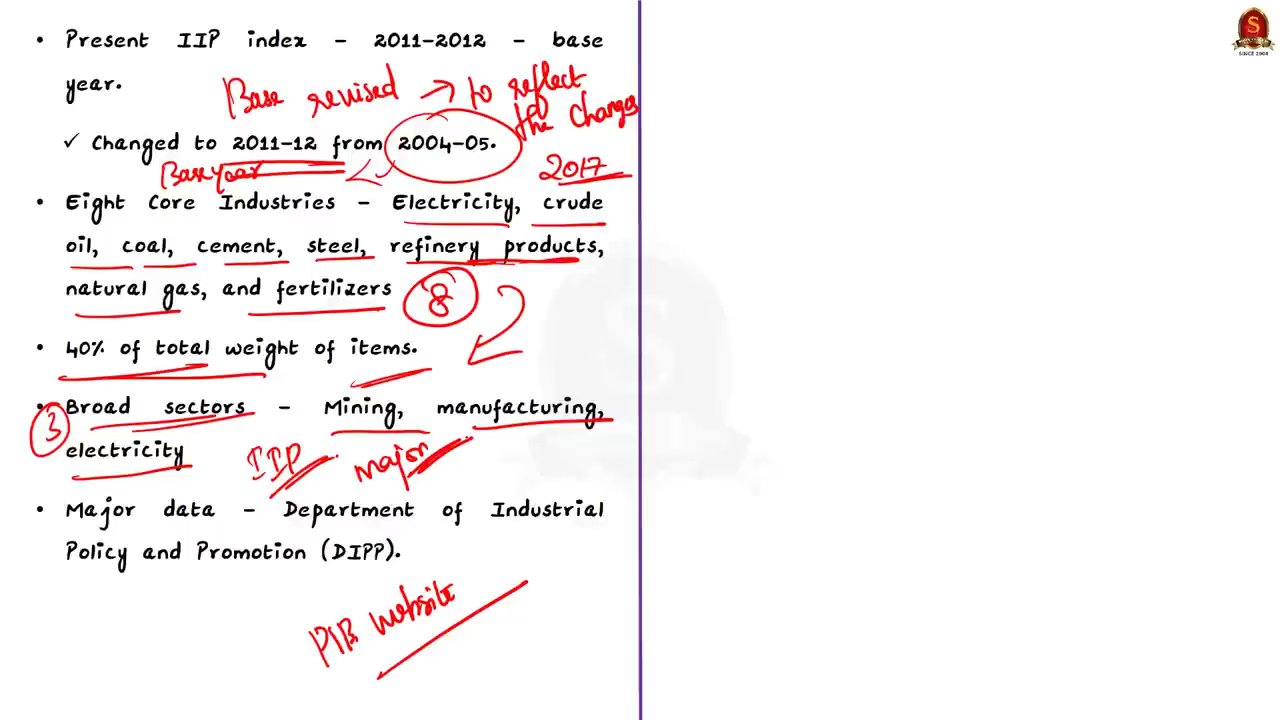 • Present IIP index - 2011-2012 - base
year.
Base revised → to reflect
the changes
✓ Changed to 2011-12 from 2004-05.
Base year
2017
• Eight Core Industries - Electricity, crude
oil, coal, cement, steel, refinery products,
natural gas, and fertilizers
8
• 40% of total weight of items.
3
• Broad sectors - Mining, manufacturing,
electricity
IIP major
• Major data - Department of Industrial
Policy and Promotion (DIPP).
PIB website
S
SINCE 2004